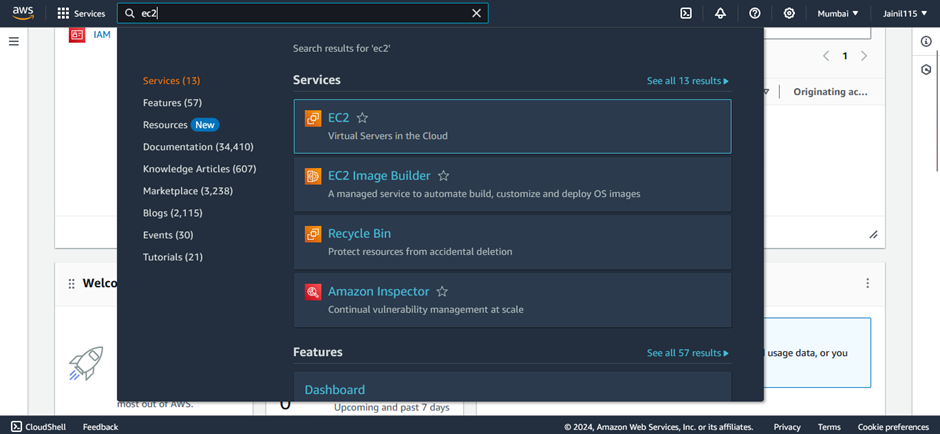 aws
Services
ec2
Mumbai
Jainil115
IAM
1
Originating ac...
Search results for 'ec2'
Services (13)
Features (57)
Resources New
Documentation (34,410)
Knowledge Articles (607)
Marketplace (3,238)
Blogs (2,115)
Events (30)
Tutorials (21)
Services
See all 13 results
EC2
Virtual Servers in the Cloud
EC2 Image Builder
A managed service to automate build, customize and deploy OS images
Recycle Bin
Protect resources from accidental deletion
Amazon Inspector
Continual vulnerability management at scale
Features
See all 57 results
Dashboard
Welco
usage data, or you
most out of AWS.
0
Upcoming and past 7 days
CloudShell
Feedback
© 2024, Amazon Web Services, Inc. or its affiliates.
Privacy
Terms
Cookie preferences